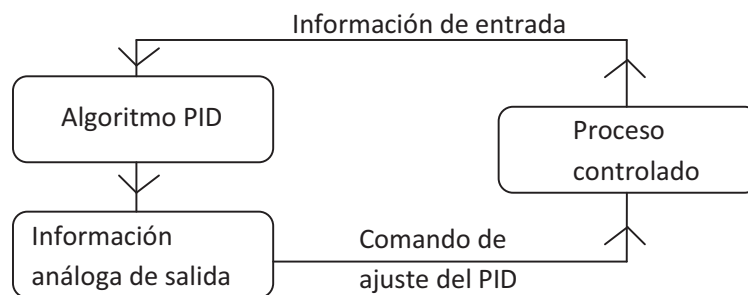 Información de entrada
Algoritmo PID
Proceso
controlado
Información
análoga de salida
Comando de
ajuste del PID